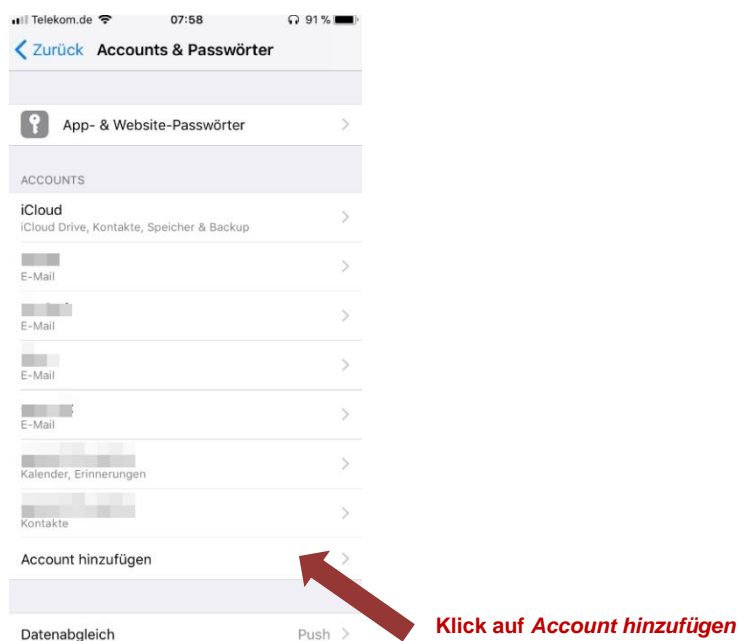 Telekom.de 07:58 91 %
Zurück Accounts & Passwörter
App- & Website-Passwörter
ACCOUNTS
iCloud
iCloud Drive, Kontakte, Speicher & Backup
E-Mail
E-Mail
E-Mail
E-Mail
Kalender, Erinnerungen
Kontakte
Account hinzufügen
Klick auf Account hinzufügen
Datenabgleich Push